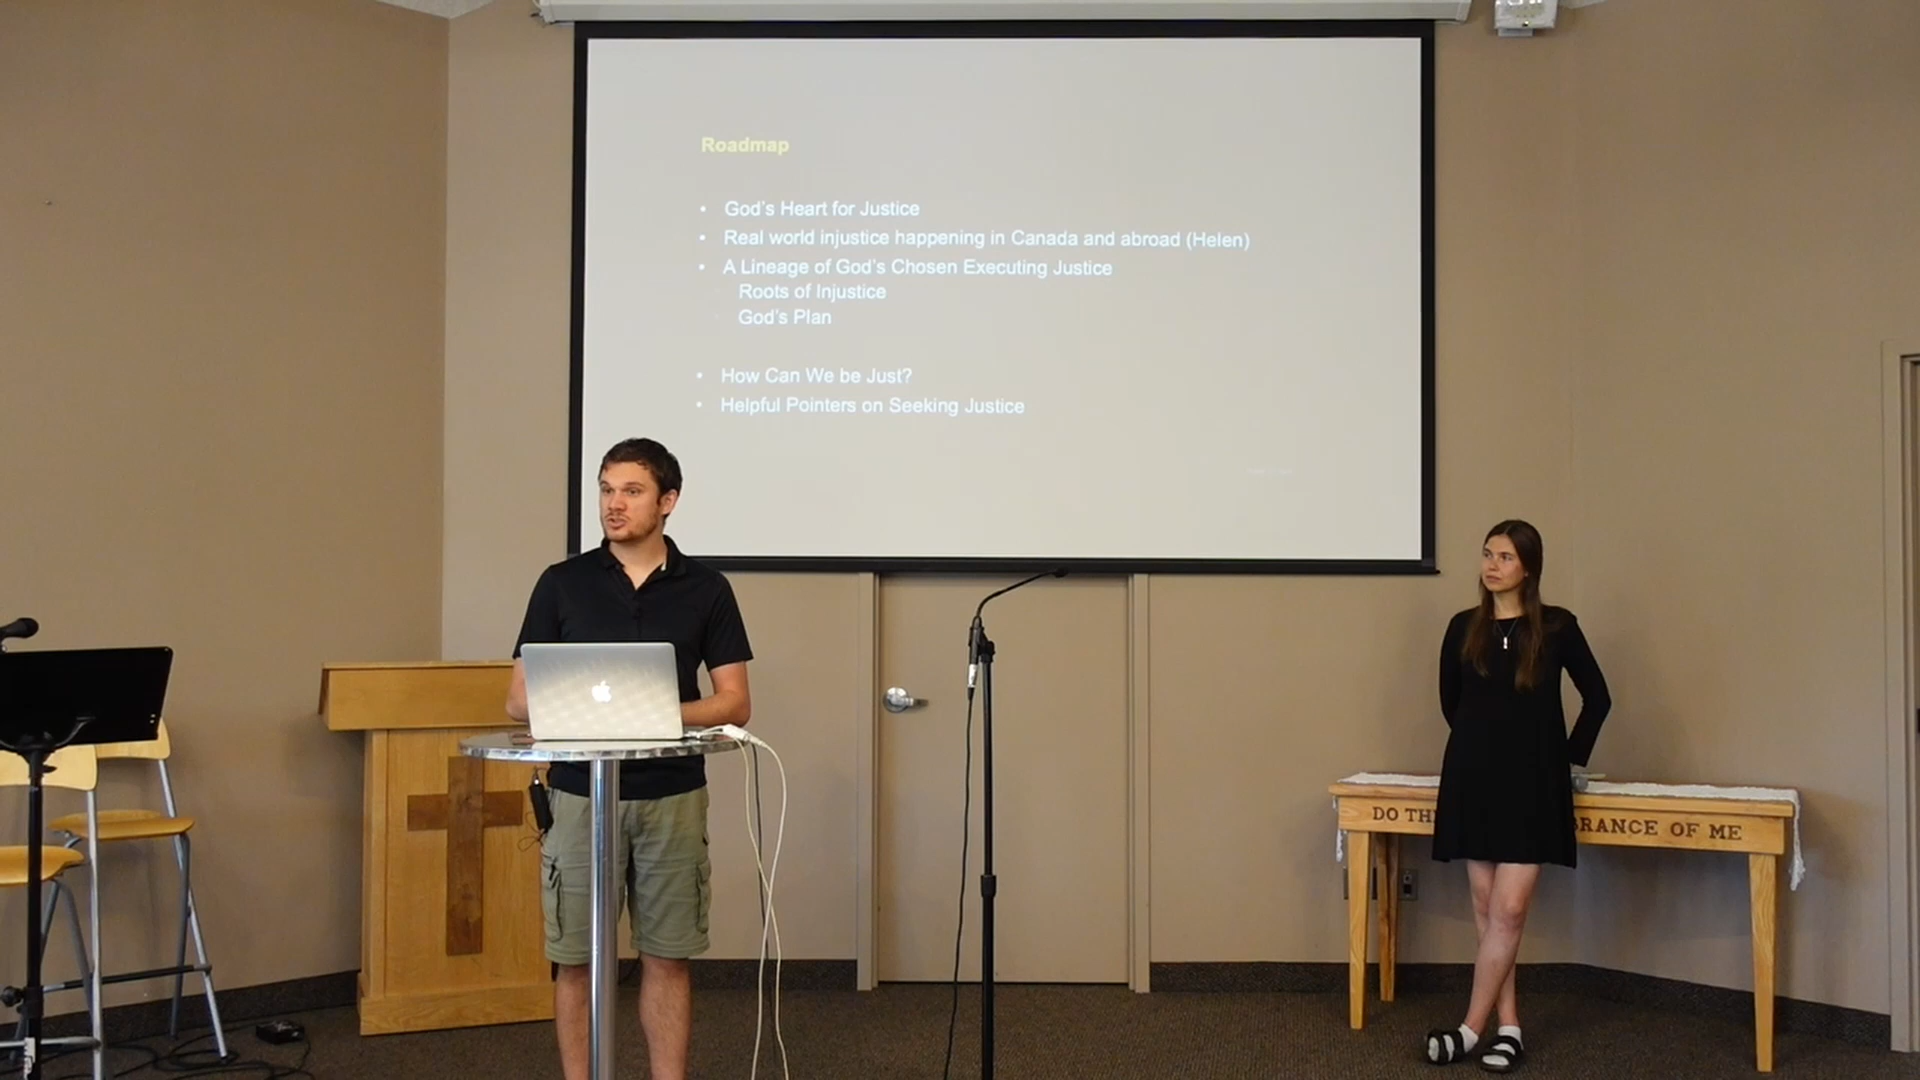 Roadmap
• God's Heart for Justice
• Real world injustice happening in Canada and abroad (Helen)
• A Lineage of God's Chosen Executing Justice
Roots of Injustice
God's Plan
• How Can We be Just?
• Helpful Pointers on Seeking Justice
DO TH
BRANCE OF ME